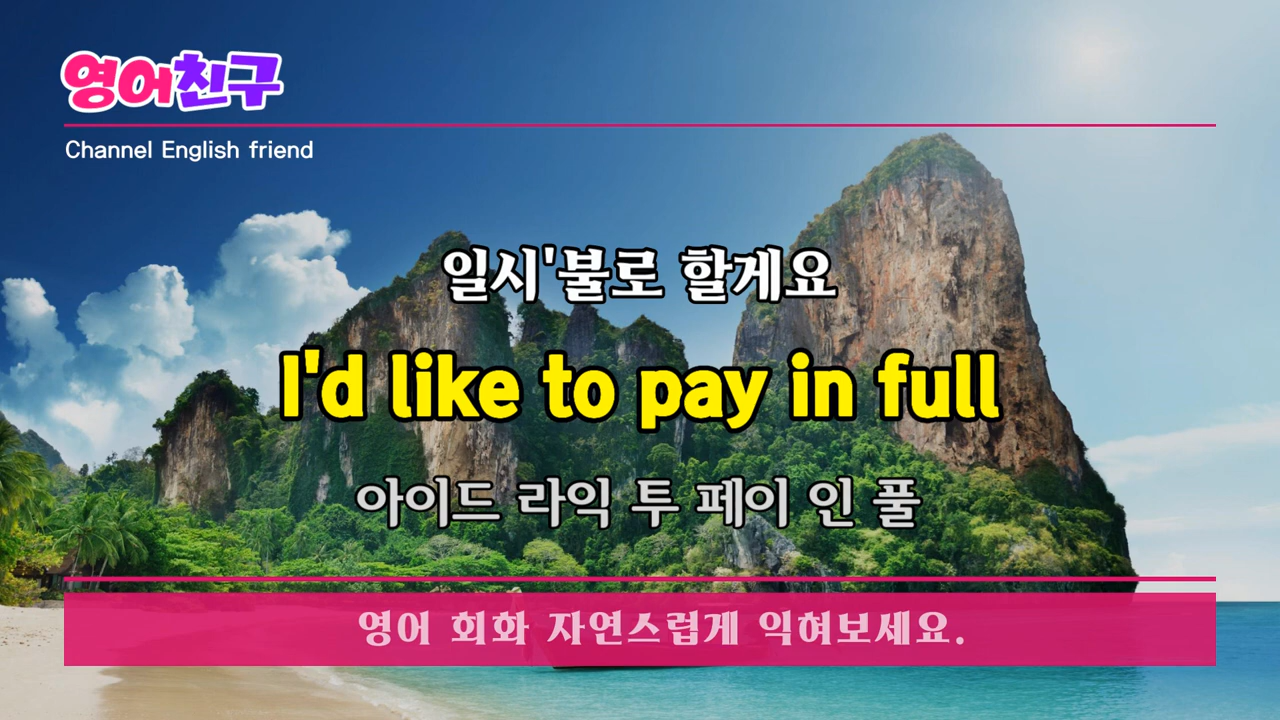 영어친구
Channel English friend
일시'불로 할게요
I'd like to pay in full
아이드 라익 투 페이 인 풀
영어 회화 자연스럽게 익혀보세요.